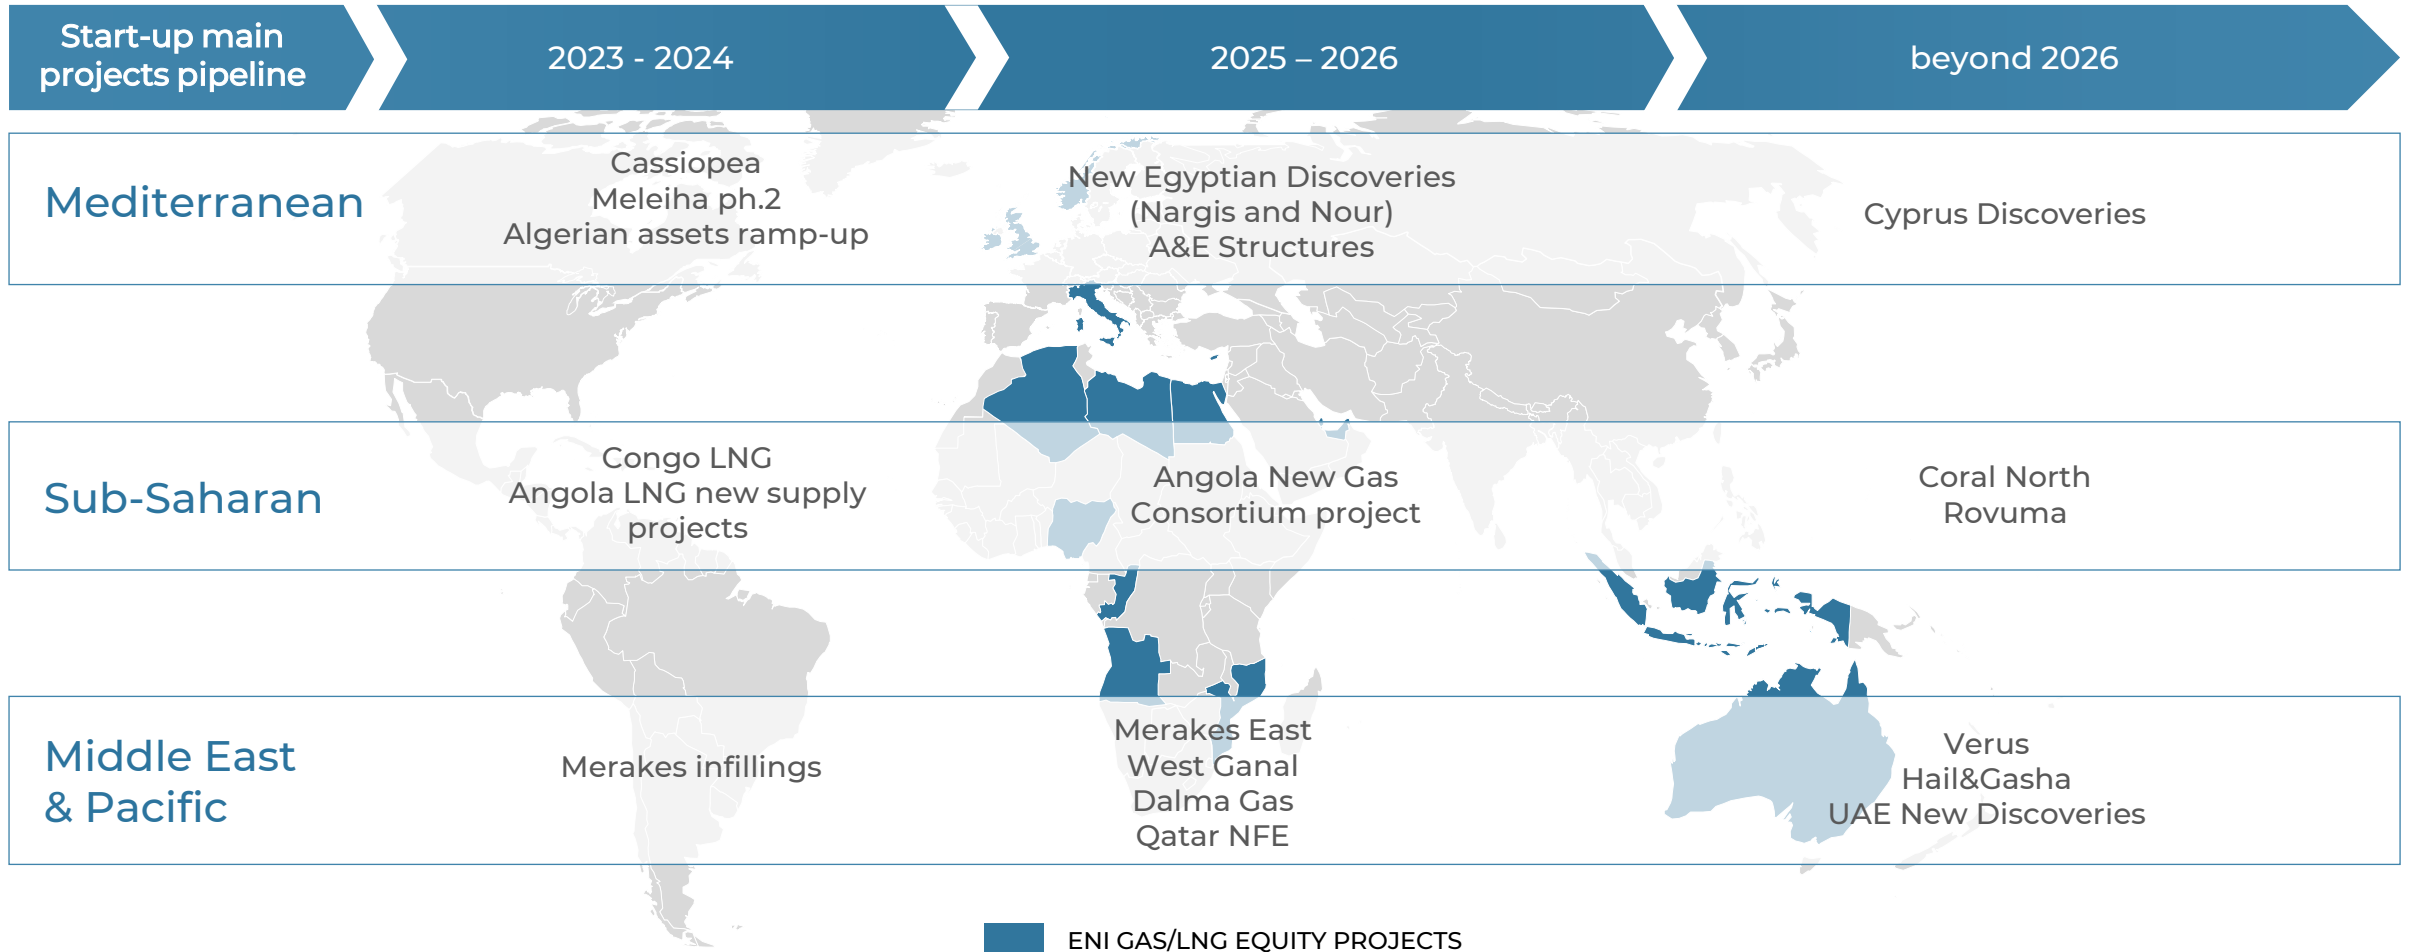 Start-up main
projects pipeline
2023 - 2024
2025 – 2026
beyond 2026
Mediterranean
Cassiopea
Meleiha ph.2
Algerian assets ramp-up
New Egyptian Discoveries
(Nargis and Nour)
A&E Structures
Cyprus Discoveries
Sub-Saharan
Congo LNG
Angola LNG new supply
projects
Angola New Gas
Consortium project
Coral North
Rovuma
Middle East
& Pacific
Merakes infillings
Merakes East
West Ganal
Dalma Gas
Qatar NFE
Verus
Hail&Gasha
UAE New Discoveries
ENI GAS/LNG EQUITY PROJECTS